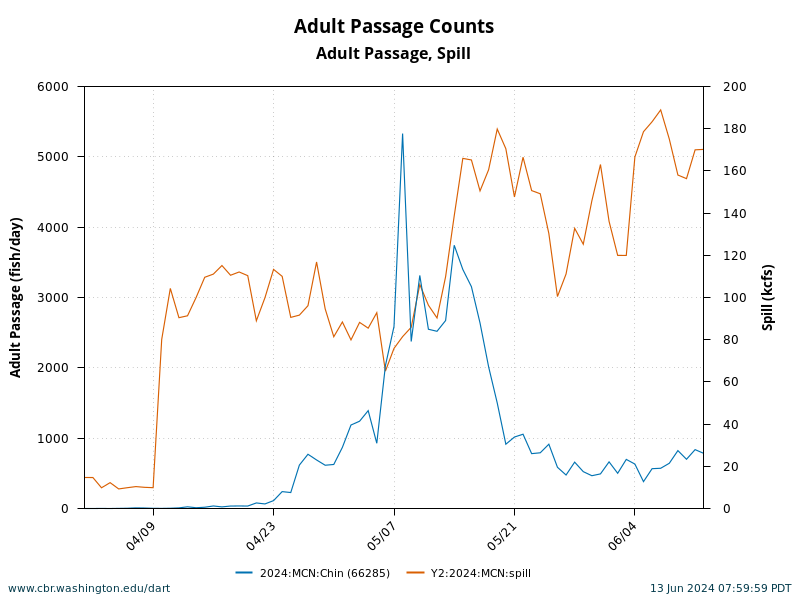 Adult Passage Counts
Adult Passage, Spill
6000
5000
4000
3000
2000
1000
0
Adult Passage (fish/day)
200
180
160
140
120
100
80
60
40
20
0
Spill (kcfs)
04/09
04/23
05/07
05/21
06/04
2024:MCN:Chin (66285)
Y2:2024:MCN:spill
www.cbr.washington.edu/dart
13 Jun 2024 07:59:59 PDT